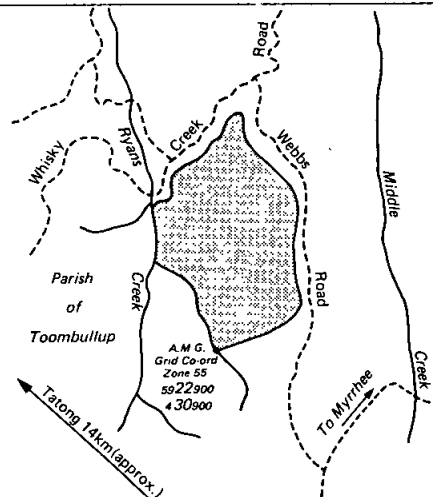 Road
Ryans
Creek
Whisky
Webbs
Middle
Parish
of
Toombullup
Creek
Road
A.M.G.
Grid Co-ord
Zone 55
5922900
430900
Creek
To Myrrhee
Tatong 14km(approx.)